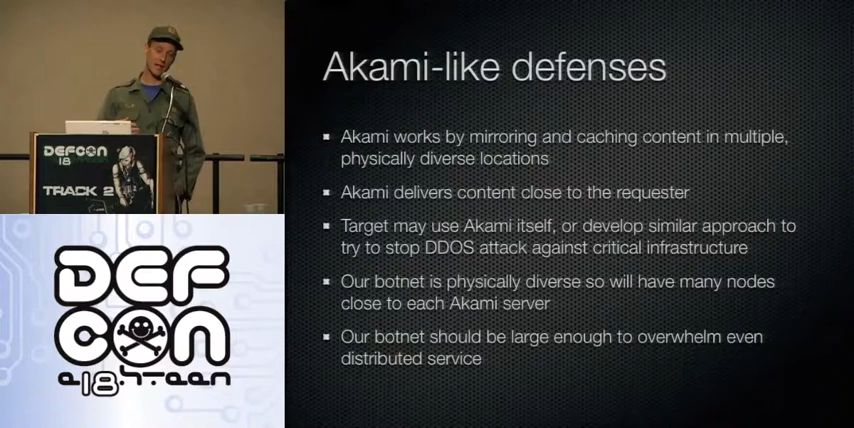 DEFCON
18
TRACK 2
DEF
CON
e18hteen
Akami-like defenses
Akami works by mirroring and caching content in multiple,
physically diverse locations
Akami delivers content close to the requester
Target may use Akami itself, or develop similar approach to
try to stop DDOS attack against critical infrastructure
Our botnet is physically diverse so will have many nodes
close to each Akami server
Our botnet should be large enough to overwhelm even
distributed service